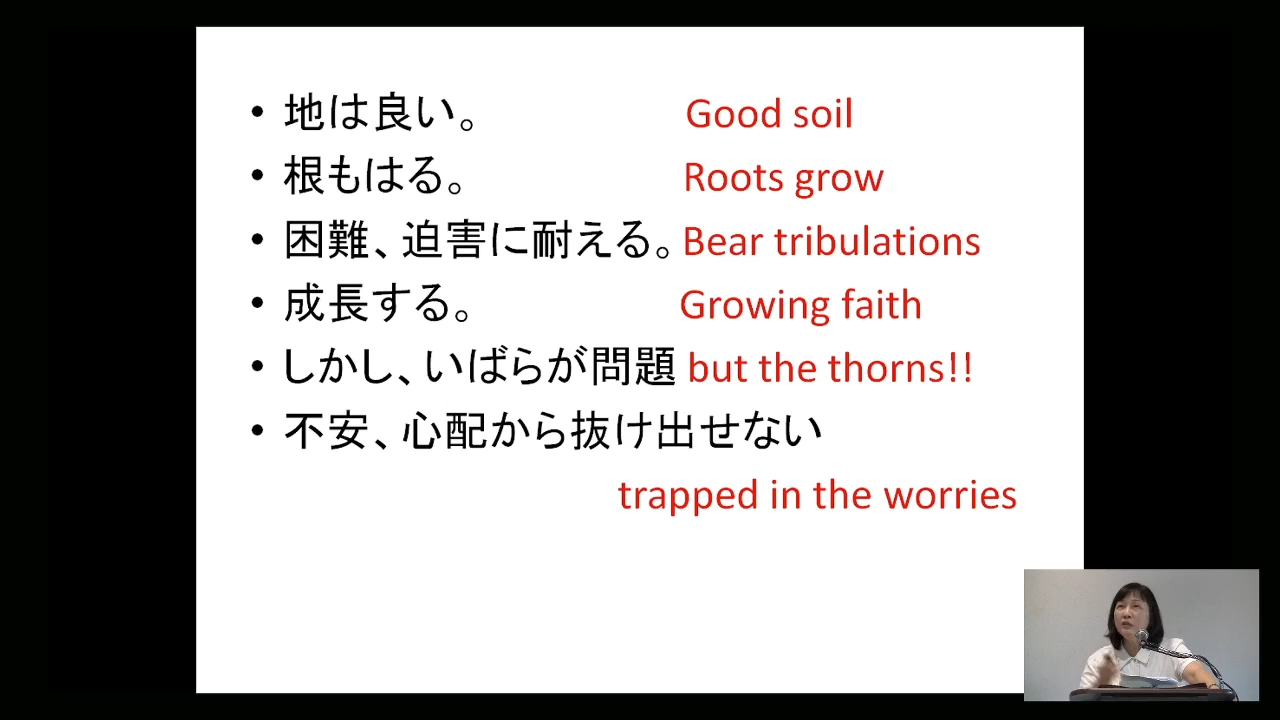 • 地は良い。 Good soil
• 根もはる。 Roots grow
• 困難、迫害に耐える。 Bear tribulations
• 成長する。 Growing faith
• しかし、いばらが問題 but the thorns!!
• 不安、心配から抜け出せない
trapped in the worries